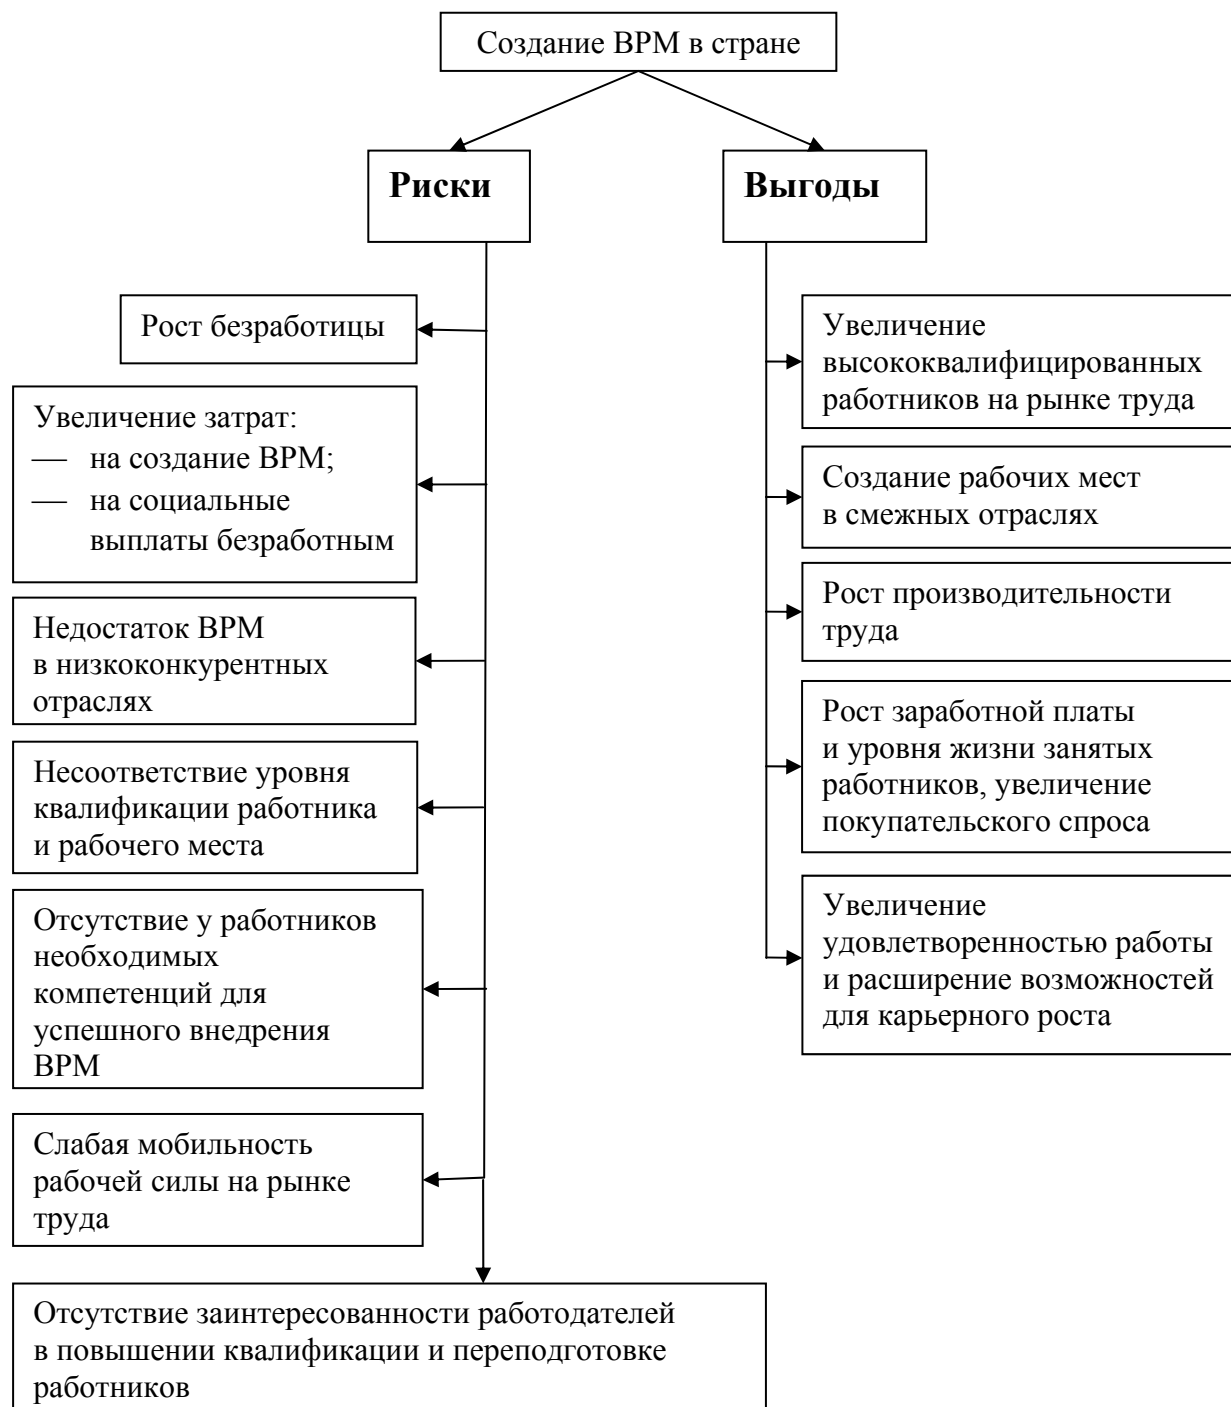 Создание ВРМ в стране
Риски
Выгоды
Рост безработицы
Увеличение затрат:
— на создание ВРМ;
— на социальные
выплаты безработным
Недостаток ВРМ
в низкоконкурентных
отраслях
Несоответствие уровня
квалификации работника
и рабочего места
Отсутствие у работников
необходимых
компетенций для
успешного внедрения
ВРМ
Слабая мобильность
рабочей силы на рынке
труда
Отсутствие заинтересованности работодателей
в повышении квалификации и переподготовке
работников
Увеличение
высококвалифицированных
работников на рынке труда
Создание рабочих мест
в смежных отраслях
Рост производительности
труда
Рост заработной платы
и уровня жизни занятых
работников, увеличение
покупательского спроса
Увеличение
удовлетворенностью работы
и расширение возможностей
для карьерного роста